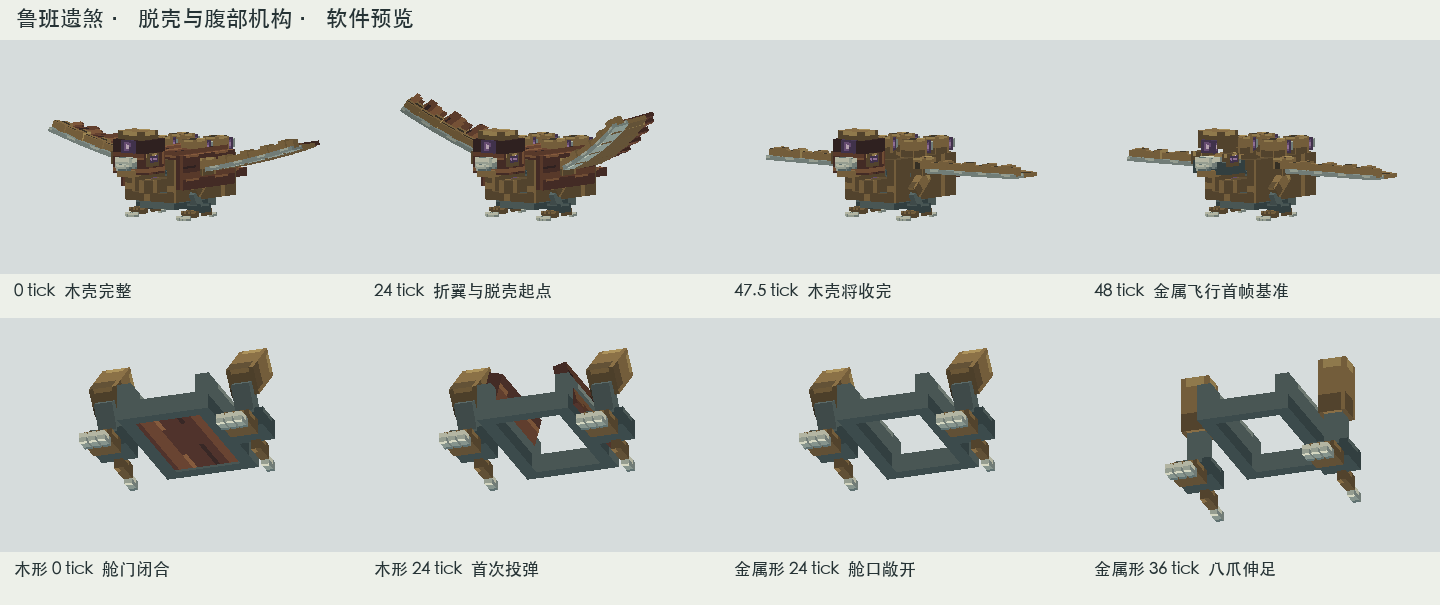 鲁班遗煞 · 脱壳与腹部机构 · 软件预览
0 tick 木壳完整
24 tick 折翼与脱壳起点
47.5 tick 木壳将收完
48 tick 金属飞行首帧基准
木形 0 tick 舱门闭合
木形 24 tick 首次投弹
金属形 24 tick 舱口敞开
金属形 36 tick 八爪伸足